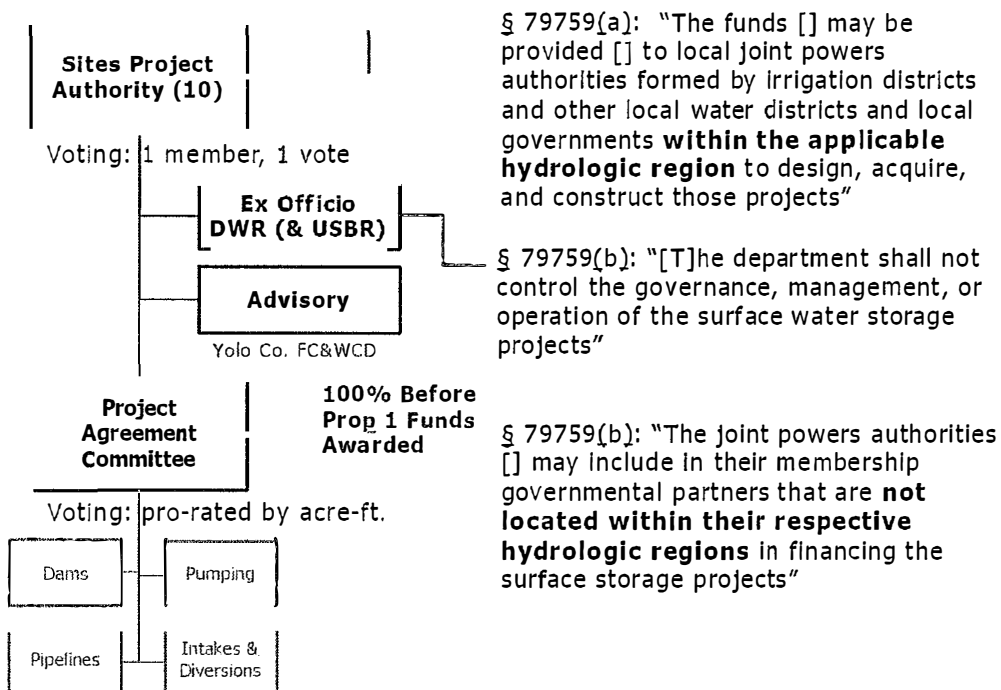 Sites Project
Authority (10)
Voting: 1 member, 1 vote
Ex Officio
DWR (& USBR)
Advisory
Yolo Co. FC&WCD
Project
Agreement
Committee
100% Before
Prop 1 Funds
Awarded
Voting: pro-rated by acre-ft.
Dams
Pumping
Pipelines
Intakes &
Diversions
§ 79759(a): “The funds [] may be
provided [] to local joint powers
authorities formed by irrigation districts
and other local water districts and local
governments within the applicable
hydrologic region to design, acquire,
and construct those projects”
§ 79759(b): “[T]he department shall not
control the governance, management, or
operation of the surface water storage
projects”
§ 79759(b): “The joint powers authorities
[] may include in their membership
governmental partners that are not
located within their respective
hydrologic regions in financing the
surface storage projects”